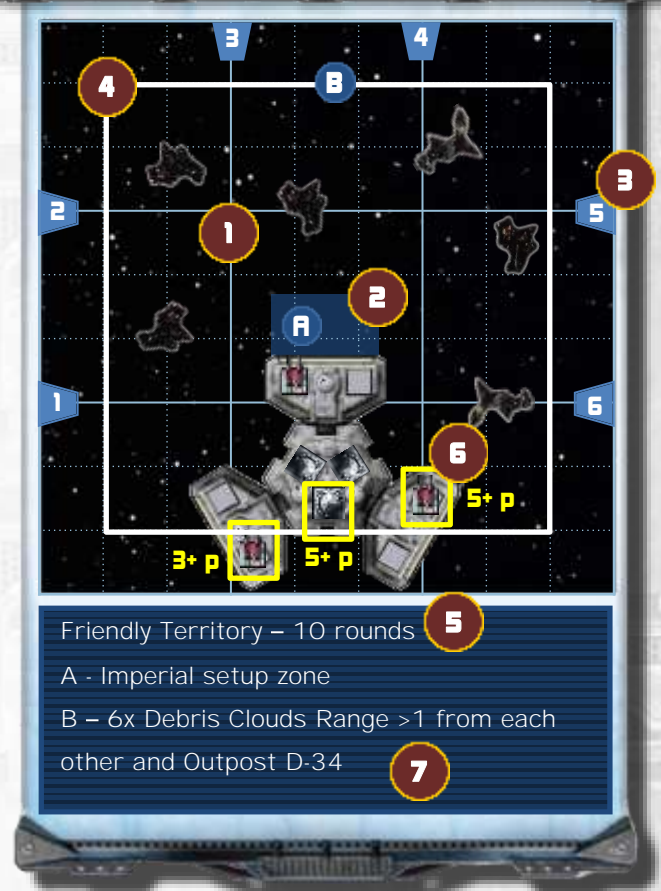 3
4
4
B
3
2
5
1
2
A
1
6
6
5+ p
3+ p
5+ p
Friendly Territory – 10 rounds
5
A - Imperial setup zone
B – 6x Debris Clouds Range >1 from each
other and Outpost D-34
7